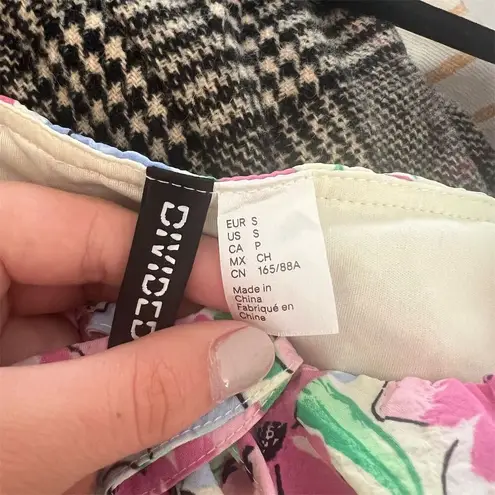 DIVIDED
EUR S
US S
CA P
MX CH
CN 165/88A
Made in
China
Fabriqué en
Chine